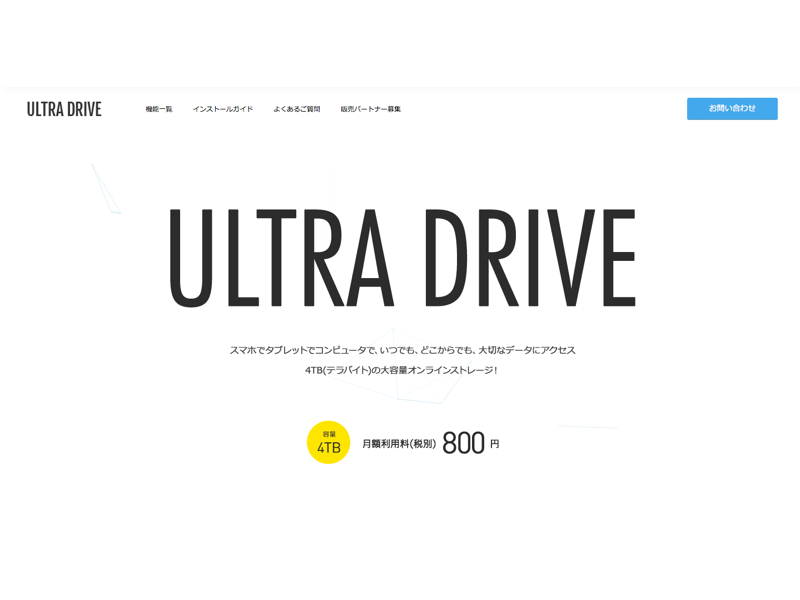 ULTRA DRIVE
機能一覧 インストールガイド よくあるご質問 販売パートナー募集
お問い合わせ
ULTRA DRIVE
スマホでタブレットでコンピュータで、いつでも、どこからでも、大切なデータにアクセス
4TB(テラバイト)の大容量オンラインストレージ!
容量
4TB
月額利用料(税別) 800 円